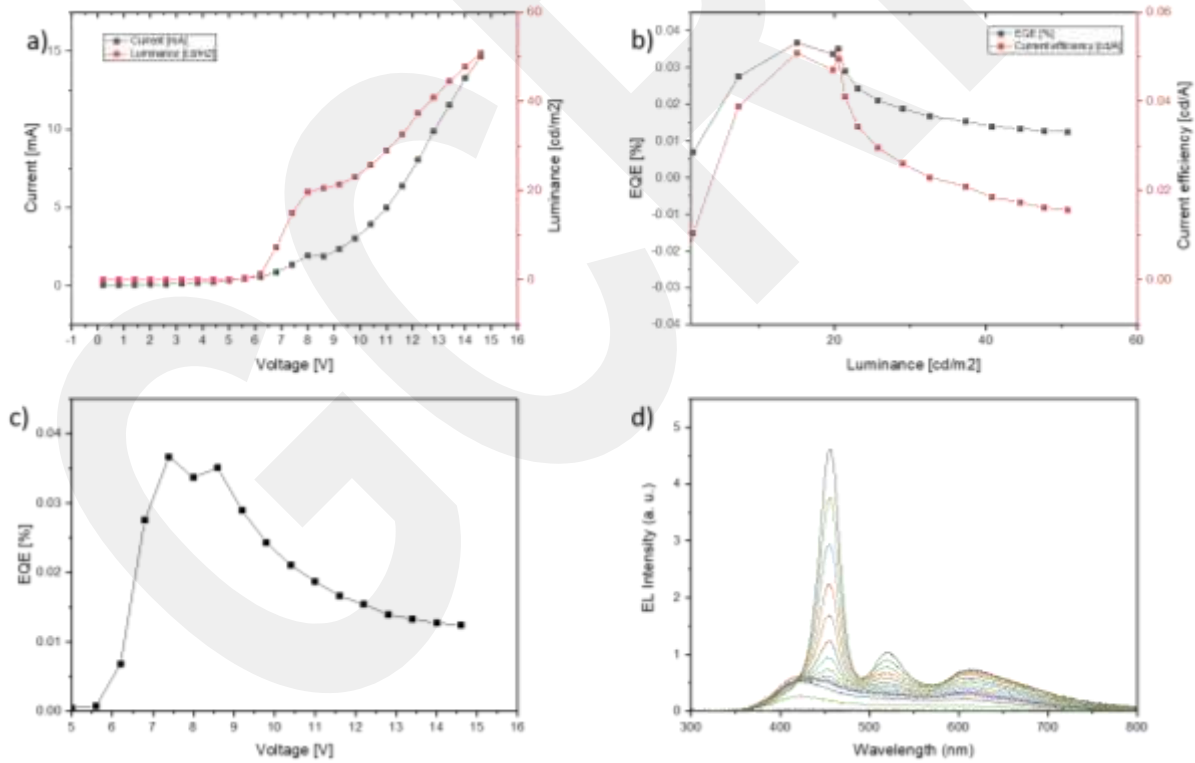 a)
Current [mA]
Luminance [cd/m2]
15
10
5
0
Current [mA]
60
40
20
0
Luminance [cd/m2]
-1 0 1 2 3 4 5 6 7 8 9 10 11 12 13 14 15 16
Voltage [V]
b)
EQE [%]
Current efficiency [cd/A]
0.04
0.03
0.02
0.01
0.00
-0.01
-0.02
-0.03
-0.04
EQE [%]
0.06
0.04
0.02
0.00
Current efficiency [cd/A]
20 40 60
Luminance [cd/m2]
c)
0.04
0.03
0.02
0.01
0.00
EQE [%]
5 6 7 8 9 10 11 12 13 14 15 16
Voltage [V]
d)
5
4
3
2
1
0
EL Intensity (a. u.)
300 400 500 600 700 800
Wavelength (nm)